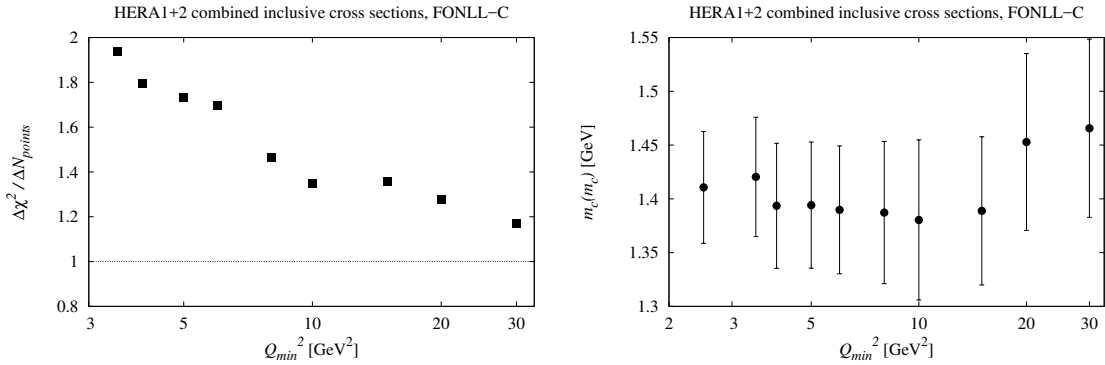 HERA1+2 combined inclusive cross sections, FONLL−C
2
1.8
1.6
1.4
1.2
1
0.8
Δχ² / ΔN_points
3 5 10 20 30
Q_min² [GeV²]
HERA1+2 combined inclusive cross sections, FONLL−C
1.55
1.5
1.45
1.4
1.35
1.3
m_c(m_c) [GeV]
2 3 5 10 20 30
Q_min² [GeV²]